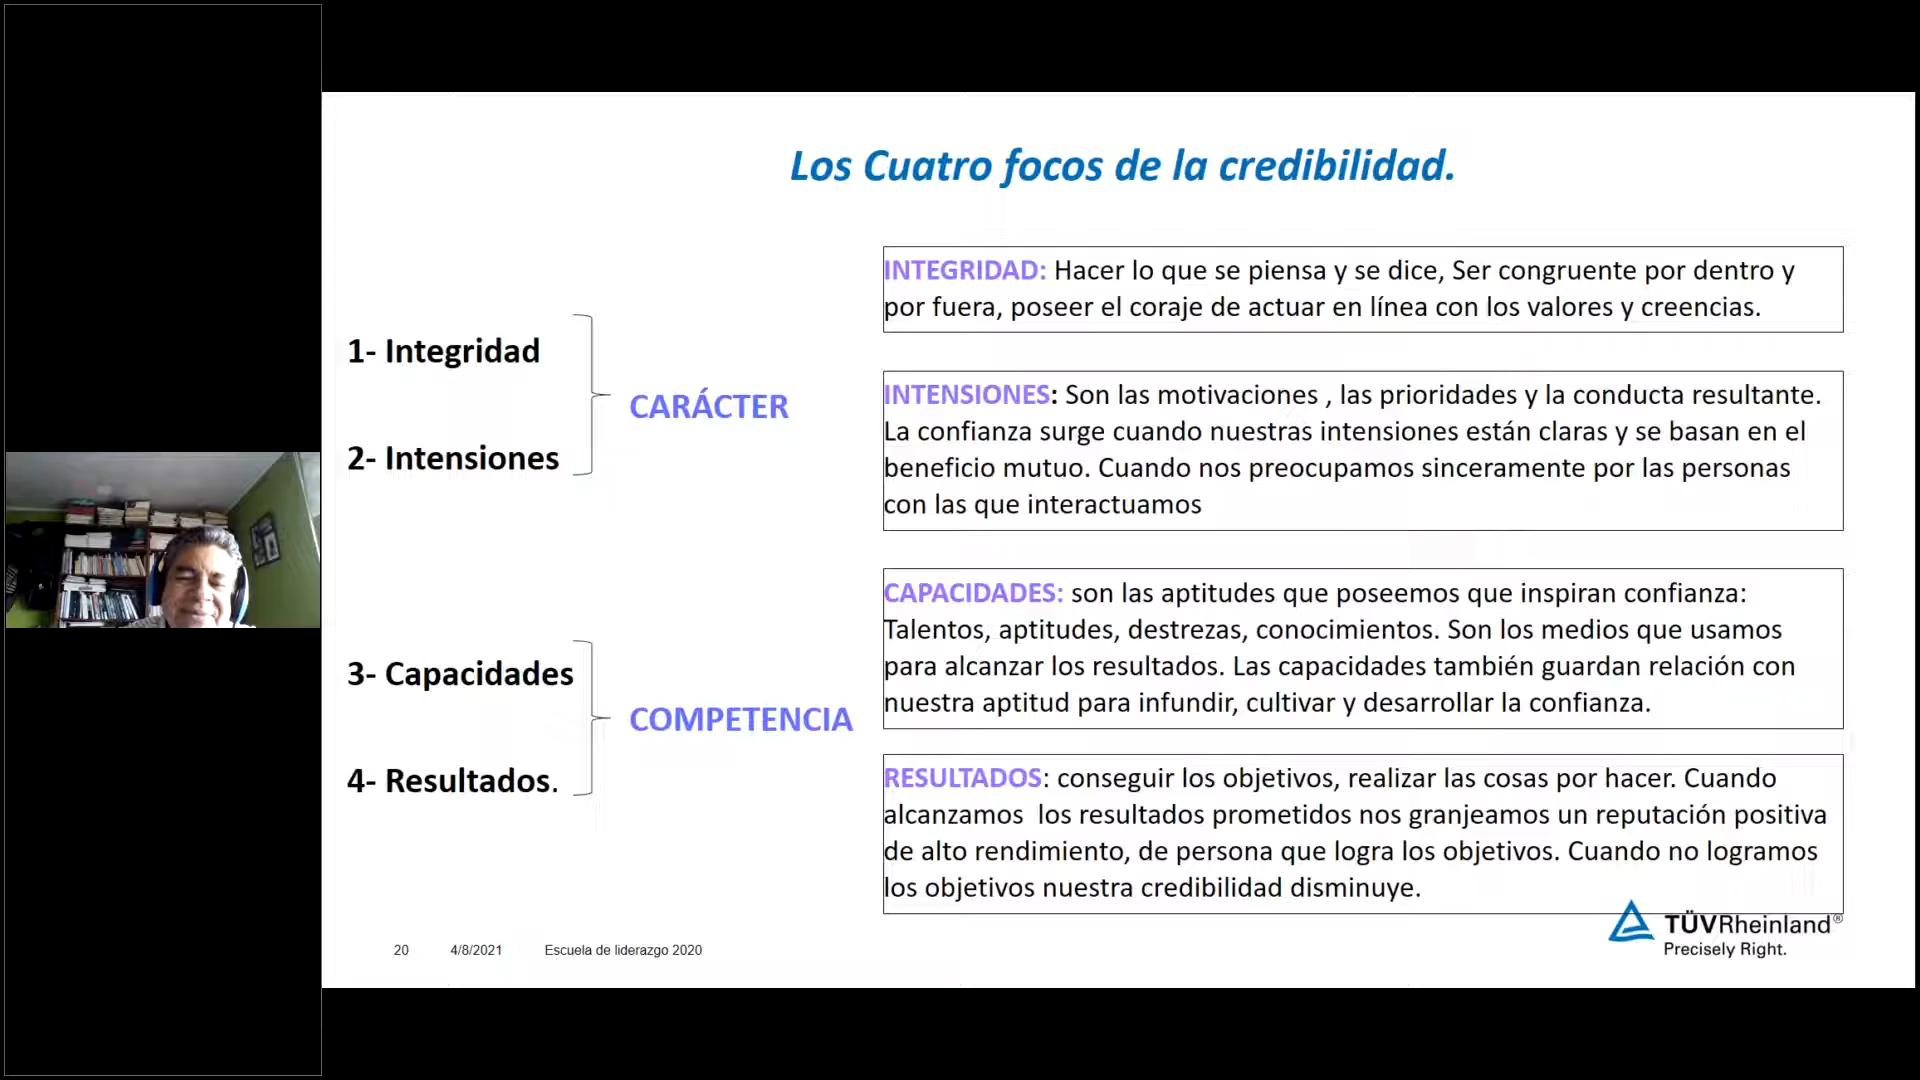 Los Cuatro focos de la credibilidad.
1- Integridad
2- Intensiones
CARÁCTER
3- Capacidades
4- Resultados.
COMPETENCIA
INTEGRIDAD: Hacer lo que se piensa y se dice, Ser congruente por dentro y
por fuera, poseer el coraje de actuar en línea con los valores y creencias.
INTENSIONES: Son las motivaciones , las prioridades y la conducta resultante.
La confianza surge cuando nuestras intensiones están claras y se basan en el
beneficio mutuo. Cuando nos preocupamos sinceramente por las personas
con las que interactuamos
CAPACIDADES: son las aptitudes que poseemos que inspiran confianza:
Talentos, aptitudes, destrezas, conocimientos. Son los medios que usamos
para alcanzar los resultados. Las capacidades también guardan relación con
nuestra aptitud para infundir, cultivar y desarrollar la confianza.
RESULTADOS: conseguir los objetivos, realizar las cosas por hacer. Cuando
alcanzamos  los resultados prometidos nos granjeamos un reputación positiva
de alto rendimiento, de persona que logra los objetivos. Cuando no logramos
los objetivos nuestra credibilidad disminuye.
20 4/8/2021 Escuela de liderazgo 2020
TÜVRheinland®
Precisely Right.